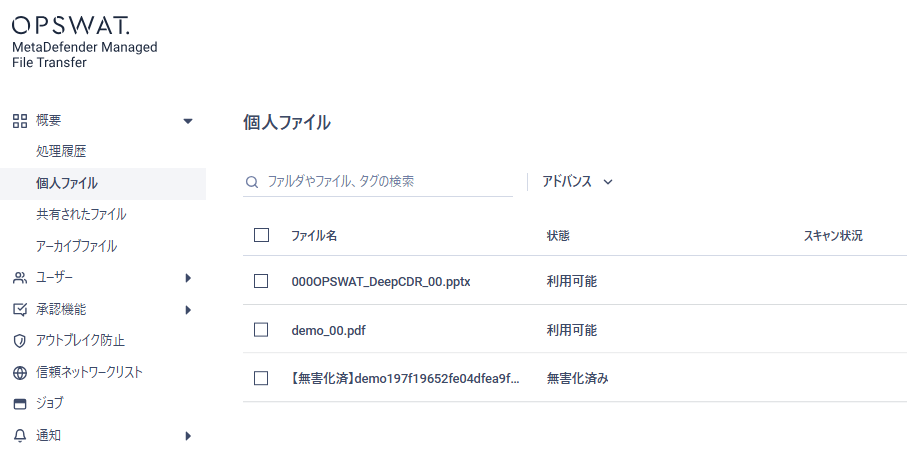 OPSWAT.
MetaDefender Managed
File Transfer
概要
処理履歴
個人ファイル
共有されたファイル
アーカイブファイル
ユーザー
承認機能
アウトブレイク防止
信頼ネットワークリスト
ジョブ
通知
個人ファイル
フォルダやファイル、タグの検索
アドバンス
ファイル名 状態 スキャン状況
000OPSWAT_DeepCDR_00.pptx 利用可能
demo_00.pdf 利用可能
【無害化済】demo197f19652fe04dfea9f... 無害化済み